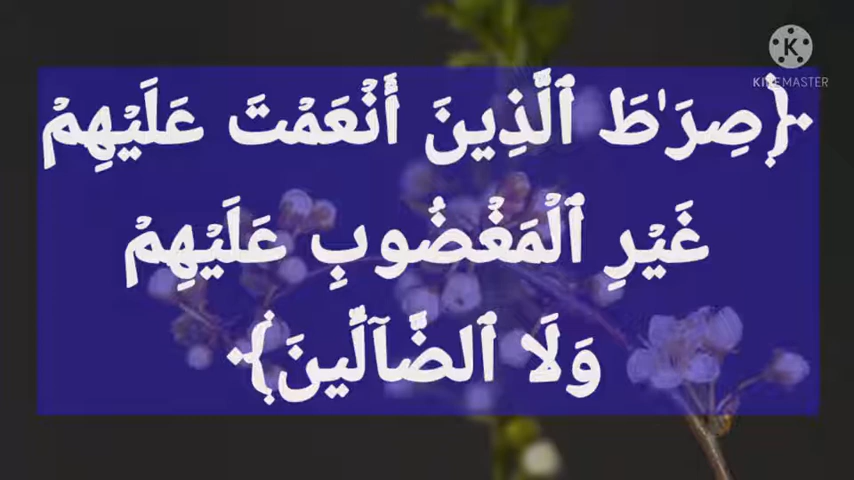 KINEMASTER
﴿صِرَٰطَ ٱلَّذِينَ أَنْعَمْتَ عَلَيْهِمْ
غَيْرِ ٱلْمَغْضُوبِ عَلَيْهِمْ
وَلَا ٱلضَّآلِّينَ﴾